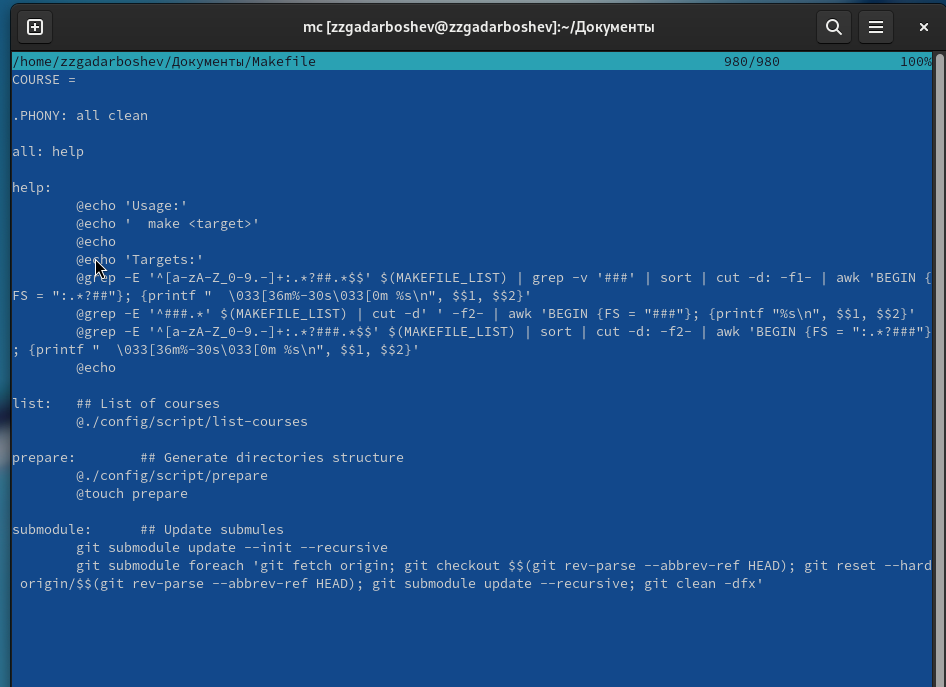 mc [zzgadarboshev@zzgadarboshev]:~/Документы
/home/zzgadarboshev/Документы/Makefile 980/980 100%
COURSE =
.PHONY: all clean
all: help
help:
@echo 'Usage:'
@echo '  make <target>'
@echo
@echo 'Targets:'
@grep -E '^[a-zA-Z_0-9.-]+:.*?##.*$$' $(MAKEFILE_LIST) | grep -v '###' | sort | cut -d: -f1- | awk 'BEGIN {
FS = ":.*?##"}; {printf "  \033[36m%-30s\033[0m %s\n", $$1, $$2}'
@grep -E '^###.*' $(MAKEFILE_LIST) | cut -d' ' -f2- | awk 'BEGIN {FS = "###"}; {printf "%s\n", $$1, $$2}'
@grep -E '^[a-zA-Z_0-9.-]+:.*?###.*$$' $(MAKEFILE_LIST) | sort | cut -d: -f2- | awk 'BEGIN {FS = ":.*?###"}
; {printf "  \033[36m%-30s\033[0m %s\n", $$1, $$2}'
@echo
list:   ## List of courses
@./config/script/list-courses
prepare:        ## Generate directories structure
@./config/script/prepare
@touch prepare
submodule:      ## Update submules
git submodule update --init --recursive
git submodule foreach 'git fetch origin; git checkout $$(git rev-parse --abbrev-ref HEAD); git reset --hard
origin/$$(git rev-parse --abbrev-ref HEAD); git submodule update --recursive; git clean -dfx'